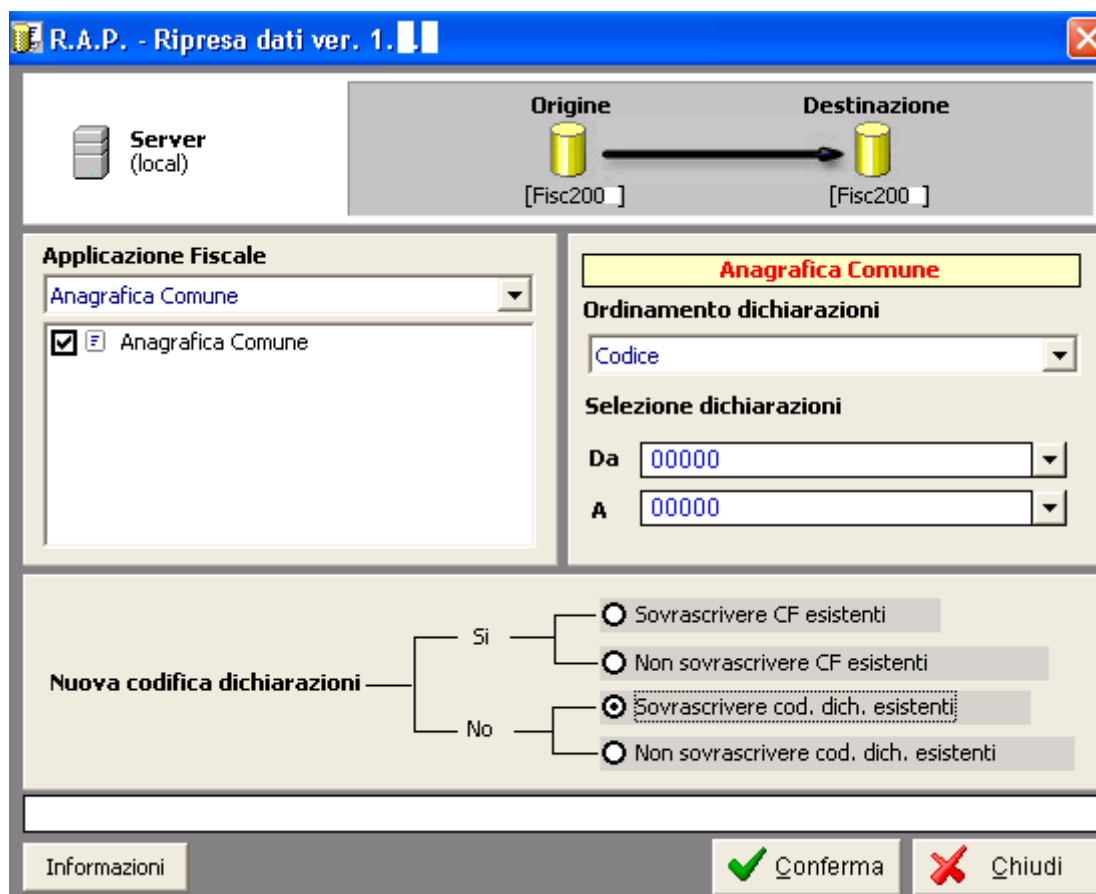 R.A.P. - Ripresa dati ver. 1. .
Server
(local)
Origine
Destinazione
[Fisc200 ]
[Fisc200 ]
Applicazione Fiscale
Anagrafica Comune
Anagrafica Comune
Anagrafica Comune
Ordinamento dichiarazioni
Codice
Selezione dichiarazioni
Da 00000
A 00000
Nuova codifica dichiarazioni
Si
Sovrascrivere CF esistenti
Non sovrascrivere CF esistenti
No
Sovrascrivere cod. dich. esistenti
Non sovrascrivere cod. dich. esistenti
Informazioni
Conferma
Chiudi